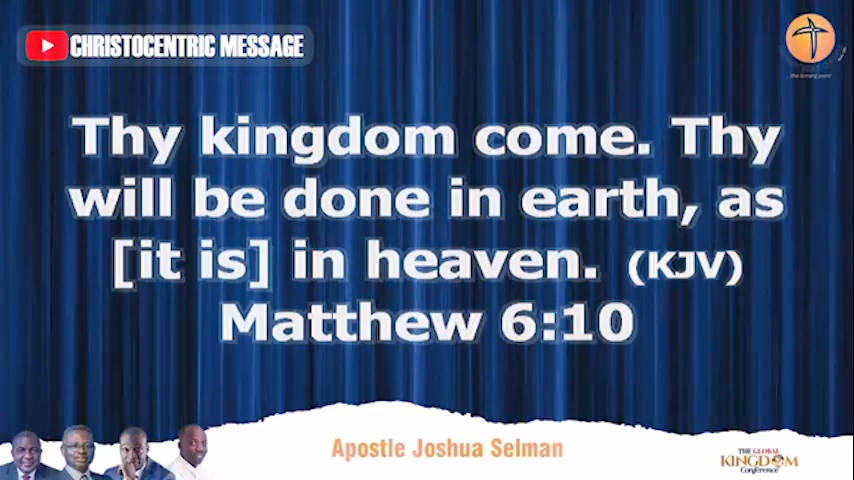 CHRISTOCENTRIC MESSAGE
Thy kingdom come. Thy
will be done in earth, as
[it is] in heaven. (KJV)
Matthew 6:10
Apostle Joshua Selman
THE GLOBAL
KINGDOM
Conference